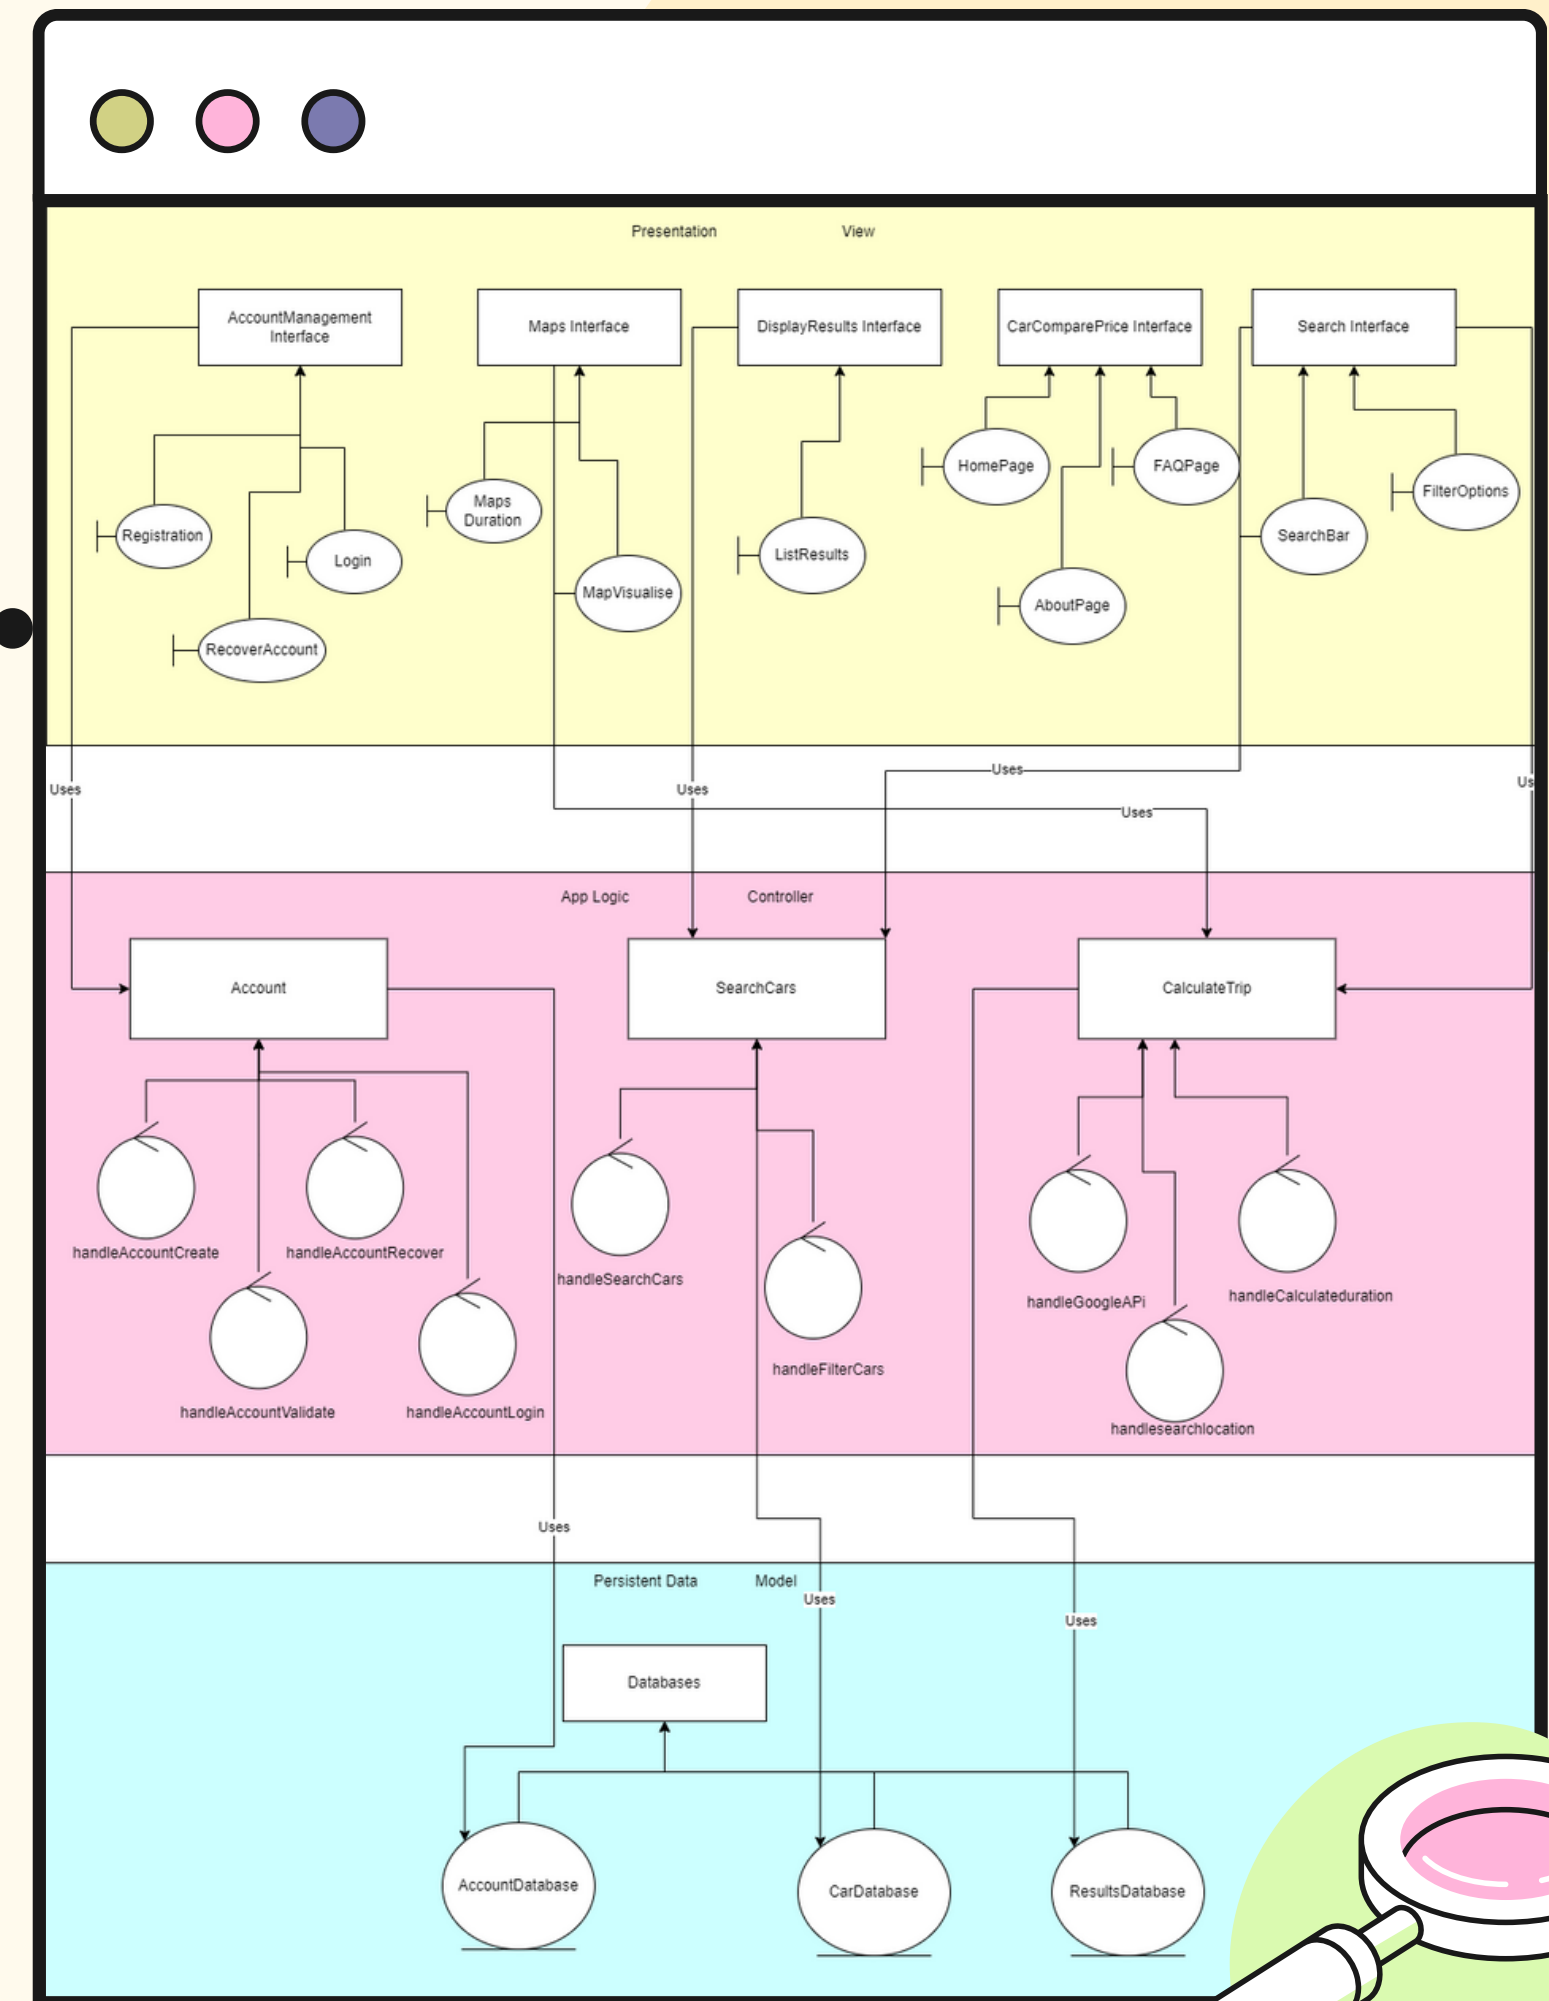 Presentation View
AccountManagement
Interface
Maps Interface
DisplayResults Interface
CarComparePrice Interface
Search Interface
HomePage
FAQPage
Maps
Duration
FilterOptions
Registration
Login
ListResults
SearchBar
MapVisualise
AboutPage
RecoverAccount
Uses
Uses
Uses
Uses
Us
App Logic Controller
Account
SearchCars
CalculateTrip
handleAccountCreate
handleAccountRecover
handleSearchCars
handleGoogleAPi
handleCalculateduration
handleFilterCars
handleAccountValidate
handleAccountLogin
handlesearchlocation
Uses
Persistent Data Model
Uses
Uses
Databases
AccountDatabase
CarDatabase
ResultsDatabase